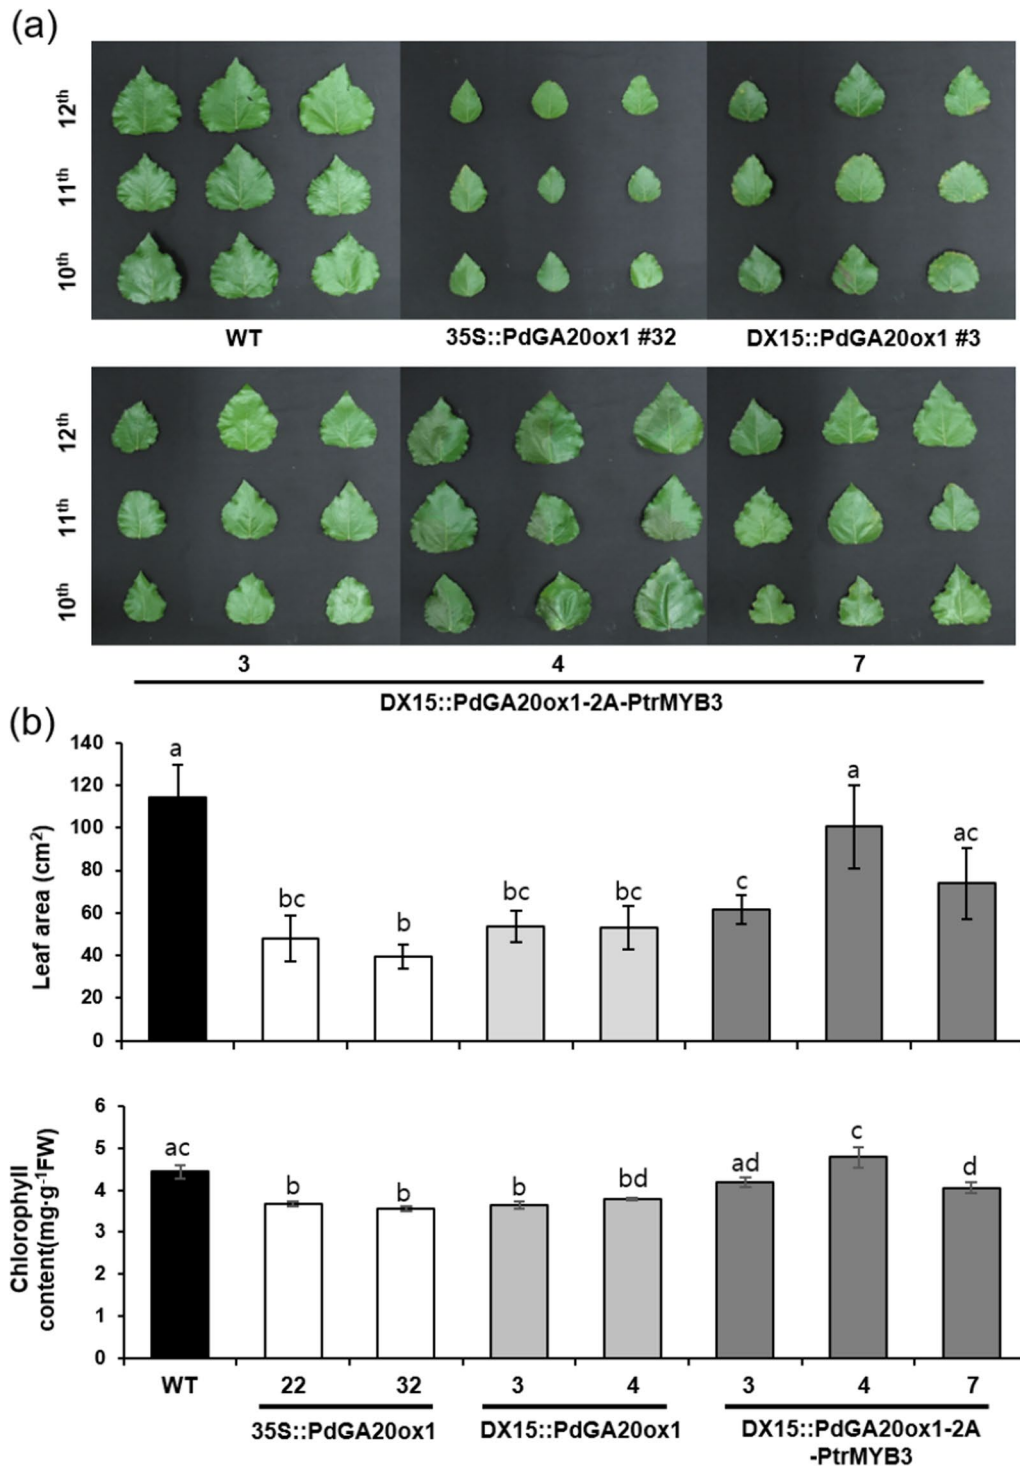 (a)
12th
11th
10th
WT
35S::PdGA20ox1 #32
DX15::PdGA20ox1 #3
12th
11th
10th
3
4
7
DX15::PdGA20ox1-2A-PtrMYB3
(b)
Leaf area (cm²)
140
120
100
80
60
40
20
0
a
bc
b
bc
bc
c
a
ac
Chlorophyll
content(mg·g⁻¹FW)
6
5
4
3
2
1
0
ac
b
b
b
bd
ad
c
d
WT
22
32
3
4
3
4
7
35S::PdGA20ox1
DX15::PdGA20ox1
DX15::PdGA20ox1-2A
-PtrMYB3